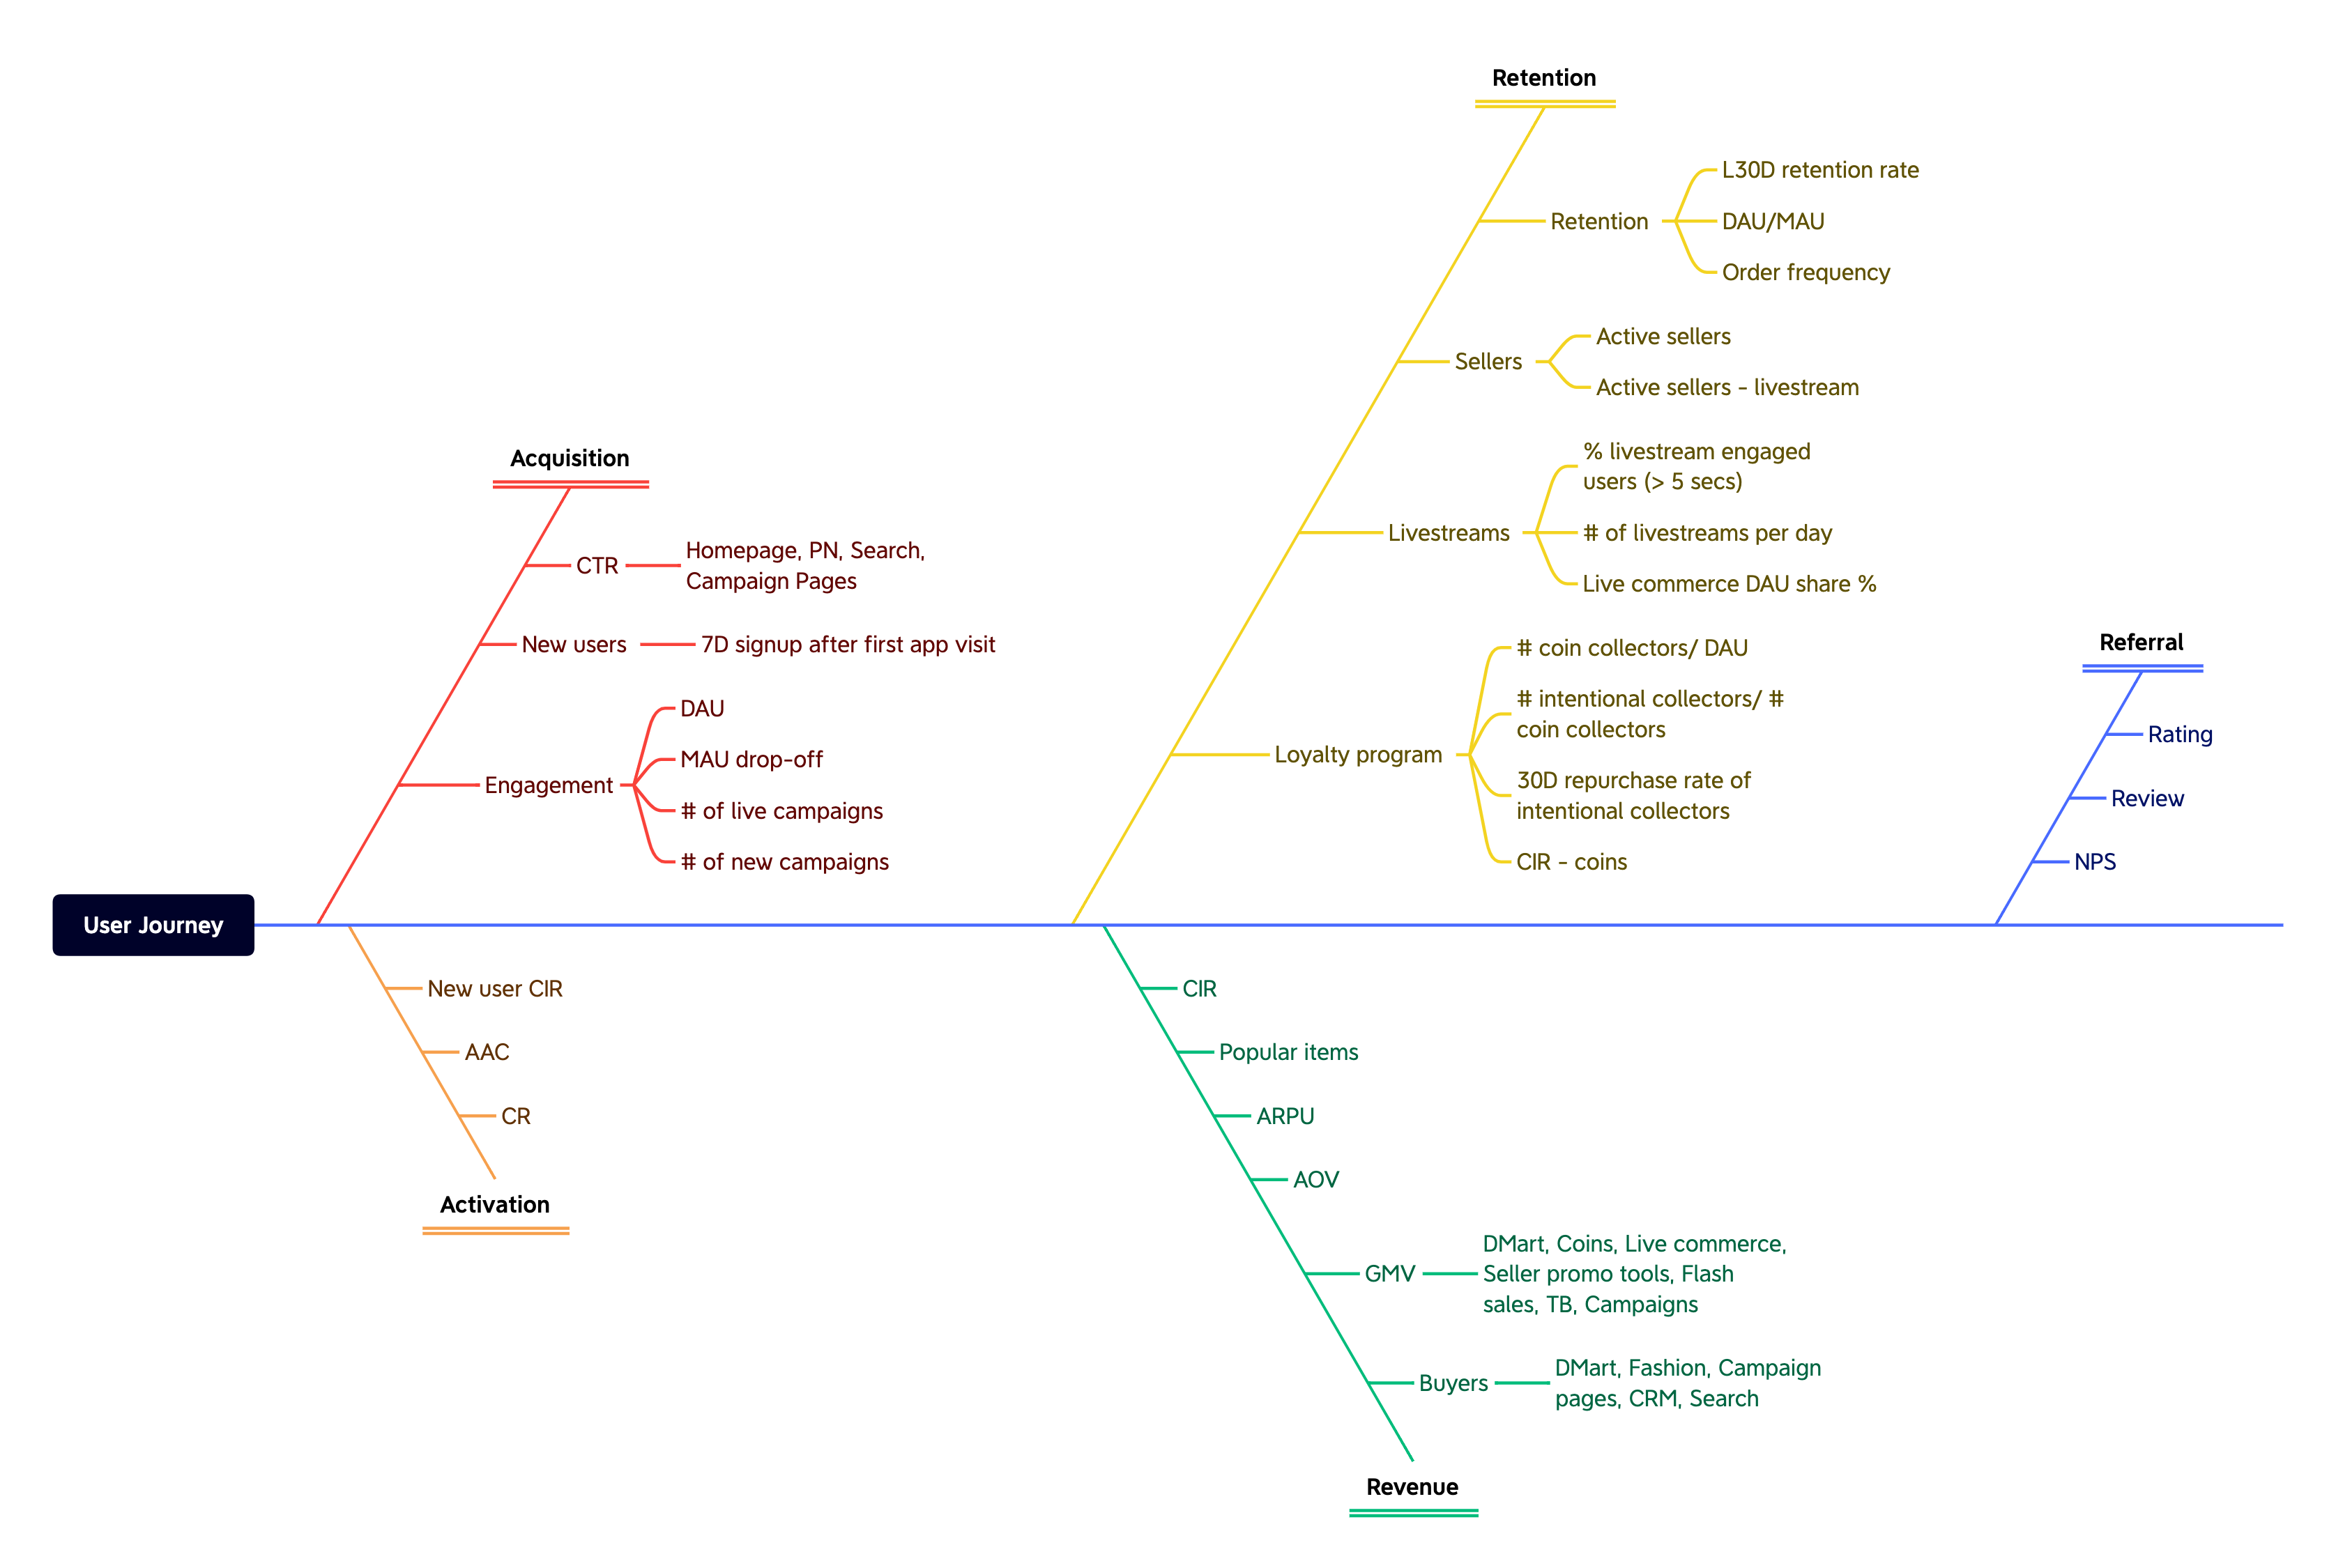 Retention
Retention
L30D retention rate
DAU/MAU
Order frequency
Sellers
Active sellers
Active sellers - livestream
Livestreams
% livestream engaged
users (> 5 secs)
# of livestreams per day
Live commerce DAU share %
Loyalty program
# coin collectors/ DAU
# intentional collectors/ #
coin collectors
30D repurchase rate of
intentional collectors
CIR - coins
Acquisition
CTR
Homepage, PN, Search,
Campaign Pages
New users
7D signup after first app visit
Engagement
DAU
MAU drop-off
# of live campaigns
# of new campaigns
Referral
Rating
Review
NPS
User Journey
New user CIR
AAC
CR
Activation
CIR
Popular items
ARPU
AOV
GMV
DMart, Coins, Live commerce,
Seller promo tools, Flash
sales, TB, Campaigns
Buyers
DMart, Fashion, Campaign
pages, CRM, Search
Revenue